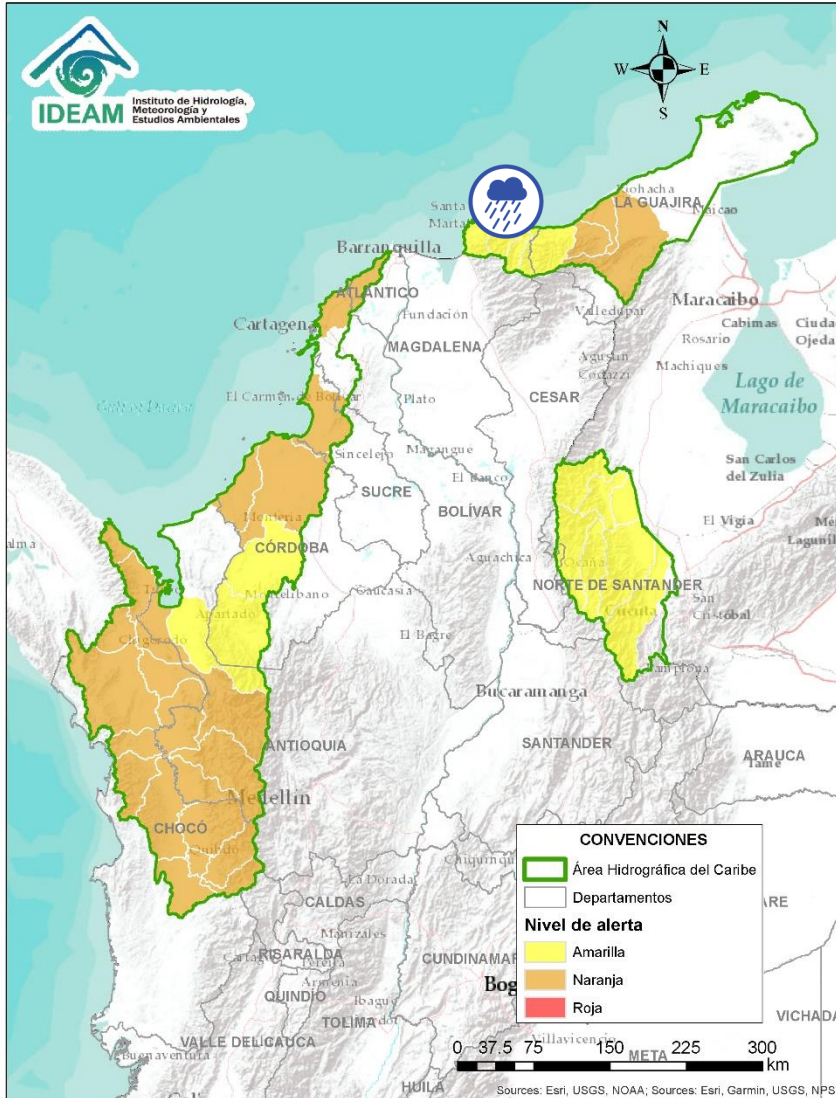 IDEAM
Instituto de Hidrología,
Meteorología y
Estudios Ambientales
N
W
E
S
Riohacha
LA GUAJIRA
Maicao
Santa
Marta
Barranquilla
ATLÁNTICO
Cartagena
Fundación
Valledupar
Maracaibo
Cabimas
Ciudad
Ojeda
Rosario
MAGDALENA
Machiques
Agustín
Codazzi
CESAR
Lago de
Maracaibo
El Carmen de Bolívar
Plato
Sincelejo
Magangue
San Carlos
del Zulia
El Banco
SUCRE
BOLÍVAR
Montería
El Vigía
CÓRDOBA
Aguachica
Ocaña
NORTE DE SANTANDER
Montelíbano
Caucasia
San
Cristóbal
Apartadó
Cúcuta
Chigorodó
El Bagre
Pamplona
Bucaramanga
SANTANDER
ANTIOQUIA
ARAUCA
Tame
Medellín
CHOCÓ
Quibdó
La Dorada
CALDAS
Manizales
RISARALDA
Pereira
Armenia
QUINDÍO
Ibague
TOLIMA
VALLE DEL CAUCA
Buenaventura
Villavicencio
META
HUILA
VICHADA
CONVENCIONES
Área Hidrográfica del Caribe
Departamentos
Nivel de alerta
Amarilla
Naranja
Roja
0 37.5 75 150 225 300
km
Sources: Esri, USGS, NOAA; Sources: Esri, Garmin, USGS, NPS